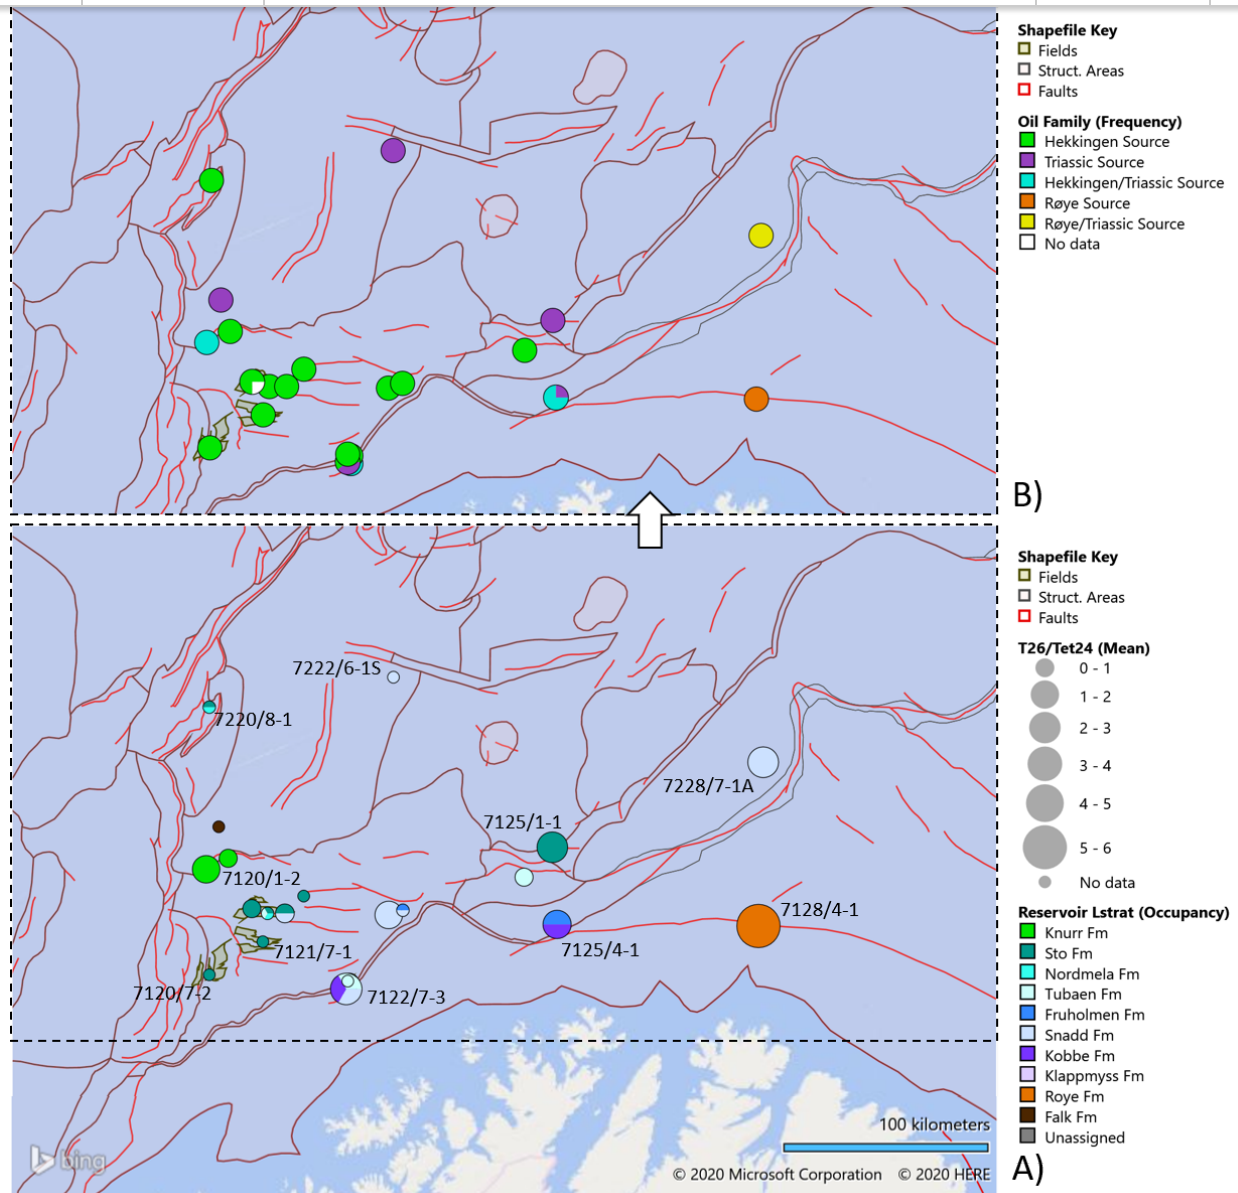 Shapefile Key
Fields
Struct. Areas
Faults
Oil Family (Frequency)
Hekkingen Source
Triassic Source
Hekkingen/Triassic Source
Røye Source
Røye/Triassic Source
No data
B)
7222/6-1S
7220/8-1
7228/7-1A
7125/1-1
7120/1-2
7128/4-1
7121/7-1
7125/4-1
7120/7-2
7122/7-3
Shapefile Key
Fields
Struct. Areas
Faults
T26/Tet24 (Mean)
0 - 1
1 - 2
2 - 3
3 - 4
4 - 5
5 - 6
No data
Reservoir Lstrat (Occupancy)
Knurr Fm
Sto Fm
Nordmela Fm
Tubaen Fm
Fruholmen Fm
Snadd Fm
Kobbe Fm
Klappmyss Fm
Roye Fm
Falk Fm
Unassigned
A)
100 kilometers
bing
© 2020 Microsoft Corporation © 2020 HERE